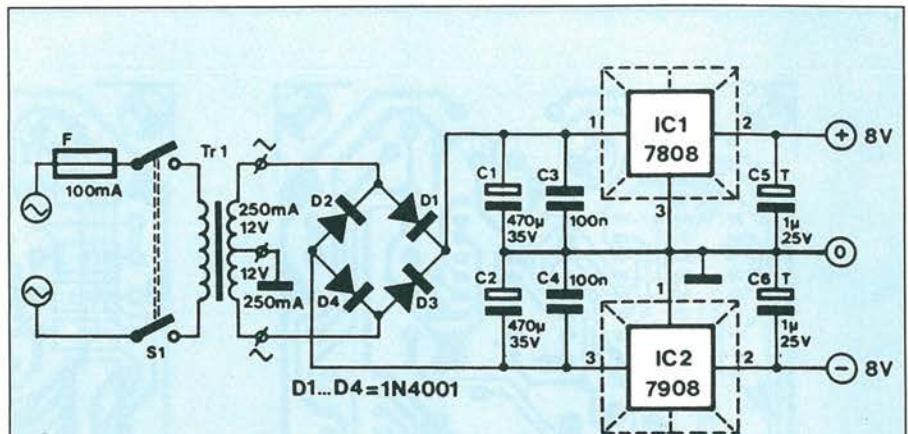 F
100mA
S1
Tr 1
250mA
12V
12V
250mA
D2
D1
D4
D3
D1...D4=1N4001
C1
470µ
35V
C3
100n
C2
470µ
35V
C4
100n
1
IC1
7808
2
3
1
3
IC2
7908
2
C5
T
1µ
25V
C6
T
1µ
25V
+
8V
0
−
8V